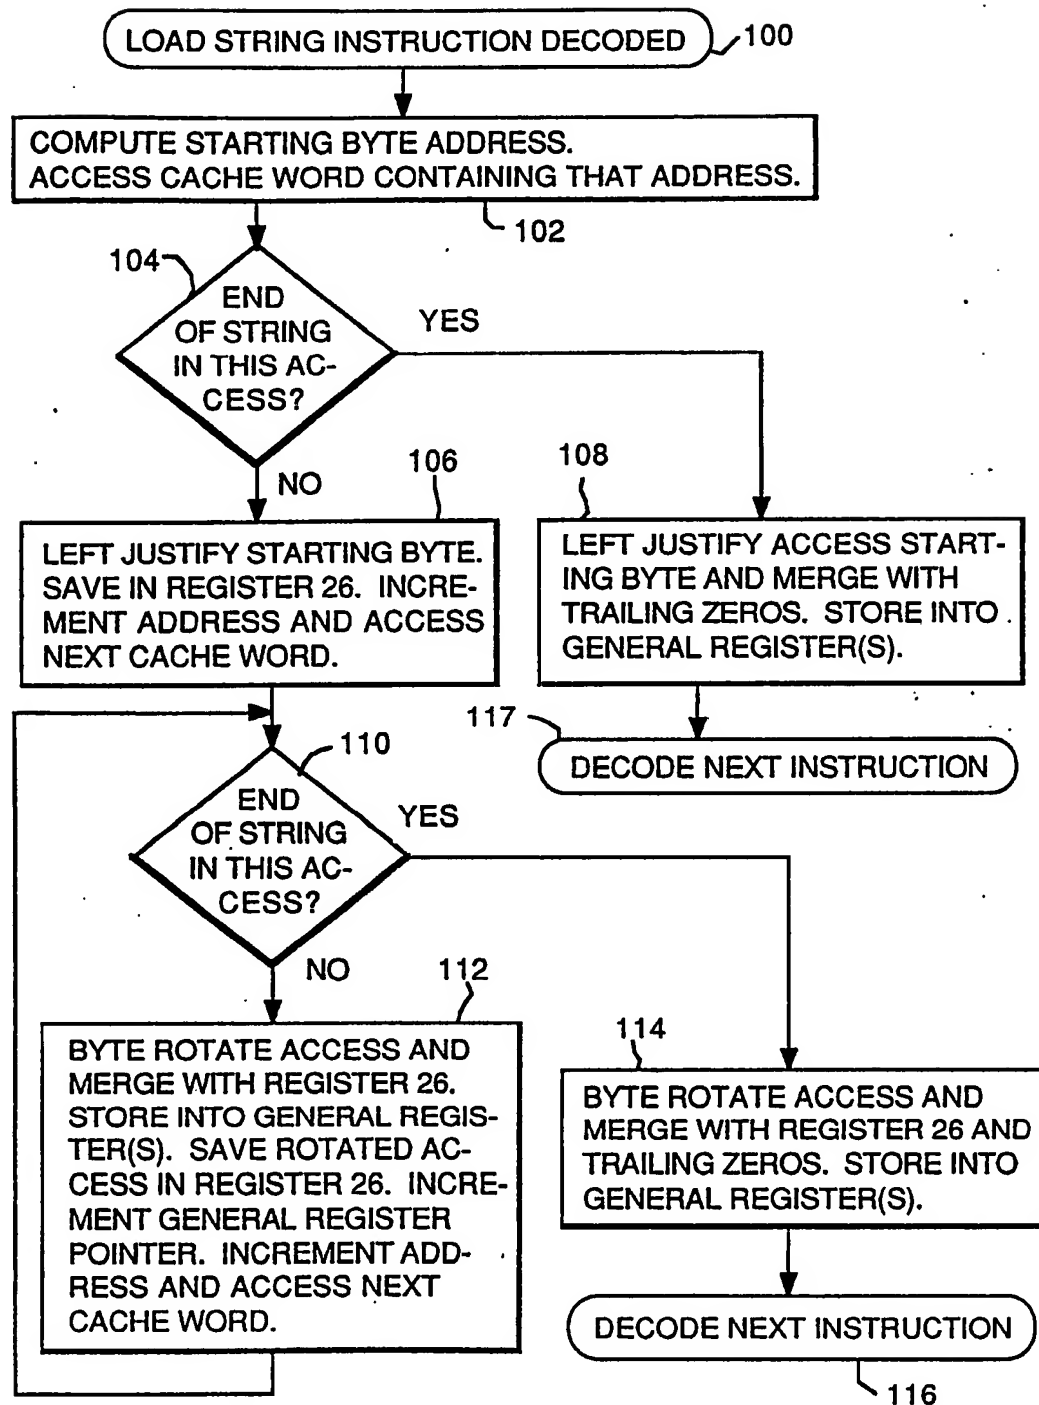 LOAD STRING INSTRUCTION DECODED
100
COMPUTE STARTING BYTE ADDRESS.
ACCESS CACHE WORD CONTAINING THAT ADDRESS.
102
104
END
OF STRING
IN THIS AC-
CESS?
YES
NO
106
LEFT JUSTIFY STARTING BYTE.
SAVE IN REGISTER 26. INCRE-
MENT ADDRESS AND ACCESS
NEXT CACHE WORD.
108
LEFT JUSTIFY ACCESS START-
ING BYTE AND MERGE WITH
TRAILING ZEROS. STORE INTO
GENERAL REGISTER(S).
117
DECODE NEXT INSTRUCTION
110
END
OF STRING
IN THIS AC-
CESS?
YES
NO
112
BYTE ROTATE ACCESS AND
MERGE WITH REGISTER 26.
STORE INTO GENERAL REGIS-
TER(S). SAVE ROTATED AC-
CESS IN REGISTER 26. INCRE-
MENT GENERAL REGISTER
POINTER. INCREMENT ADD-
RESS AND ACCESS NEXT
CACHE WORD.
114
BYTE ROTATE ACCESS AND
MERGE WITH REGISTER 26 AND
TRAILING ZEROS. STORE INTO
GENERAL REGISTER(S).
DECODE NEXT INSTRUCTION
116